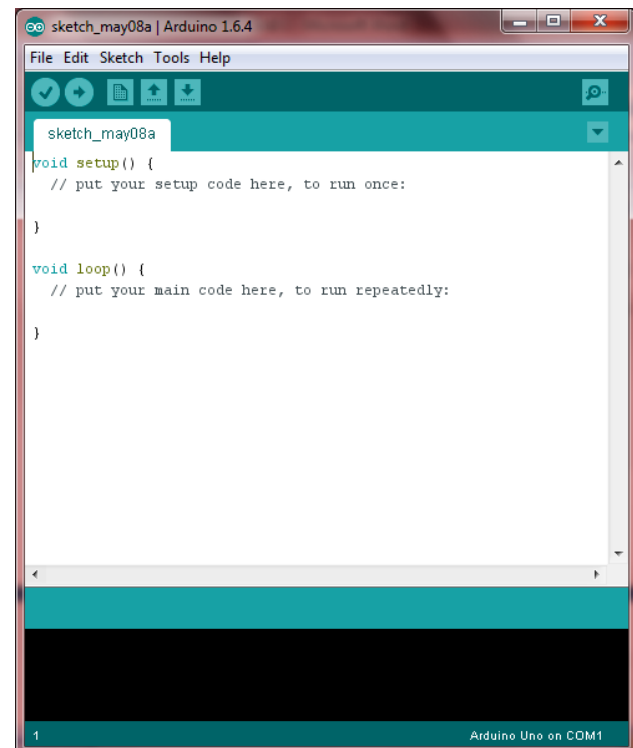 sketch_may08a | Arduino 1.6.4
File Edit Sketch Tools Help
sketch_may08a
void setup() {
  // put your setup code here, to run once:
}
void loop() {
  // put your main code here, to run repeatedly:
}
1
Arduino Uno on COM1